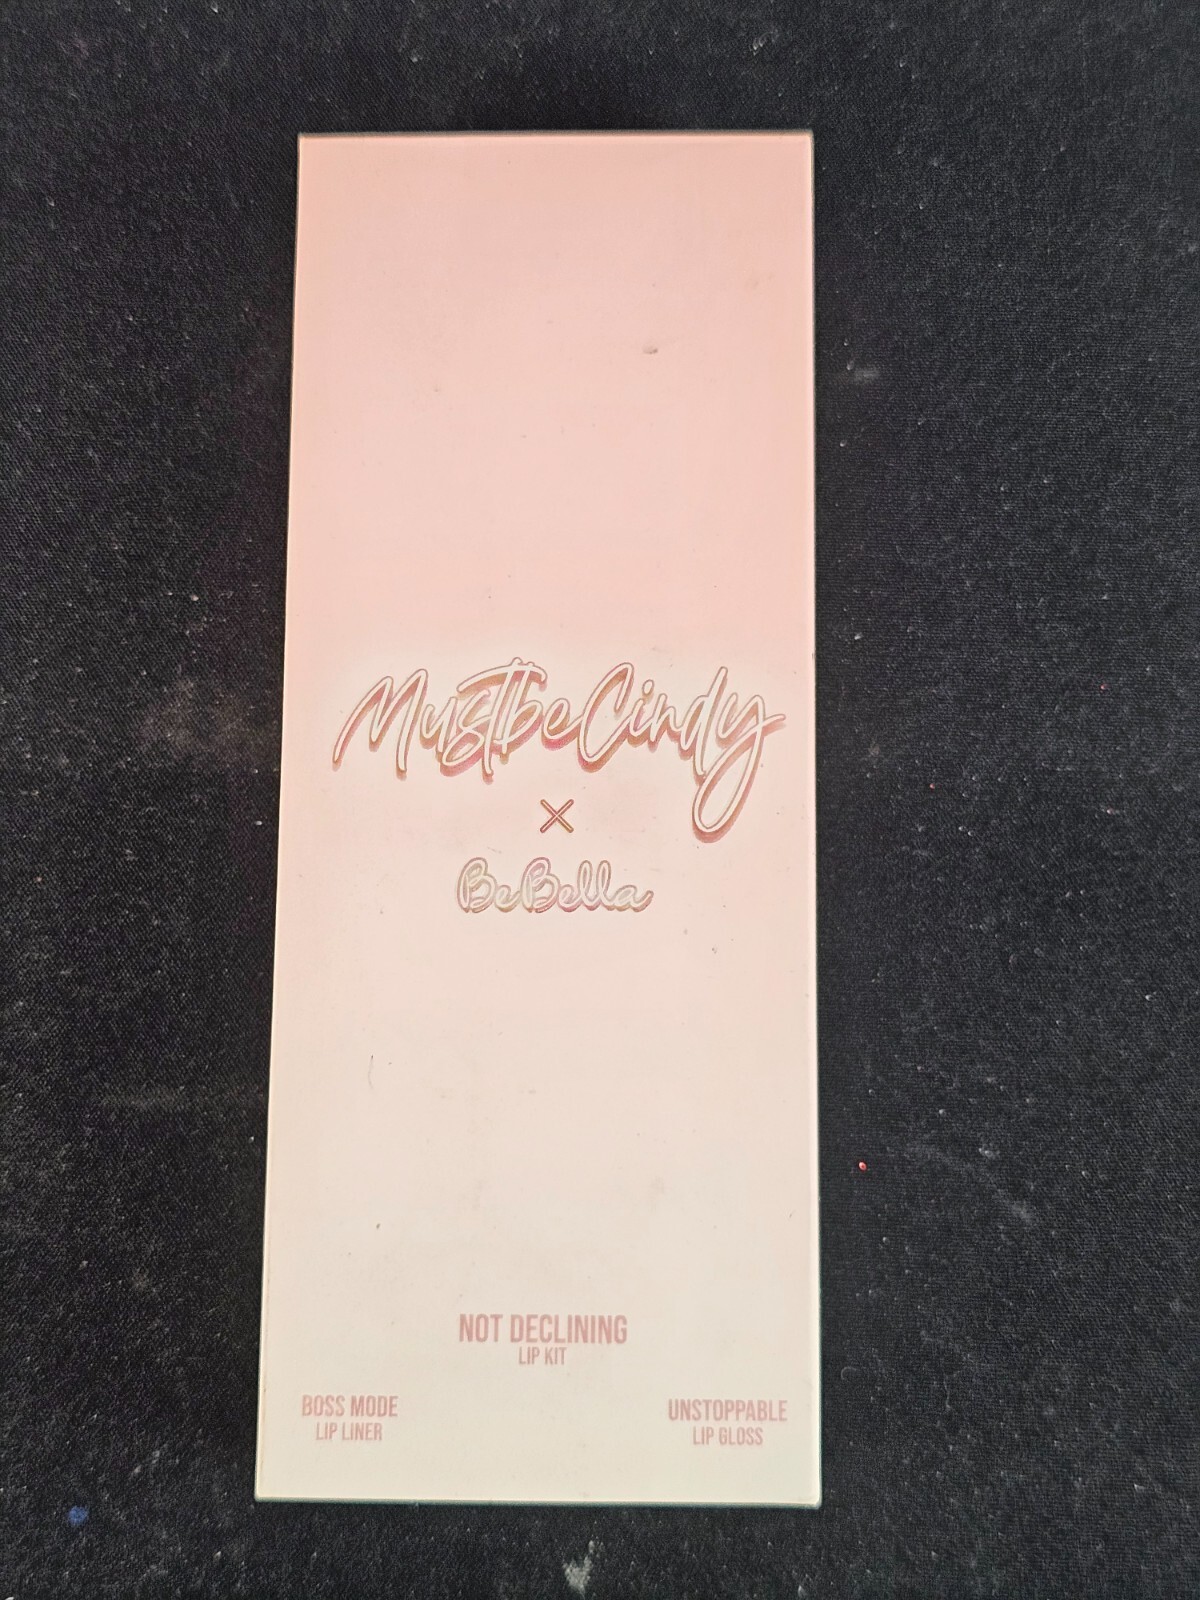 MustbeCindy
×
BeBella
NOT DECLINING
LIP KIT
BOSS MODE
LIP LINER
UNSTOPPABLE
LIP GLOSS